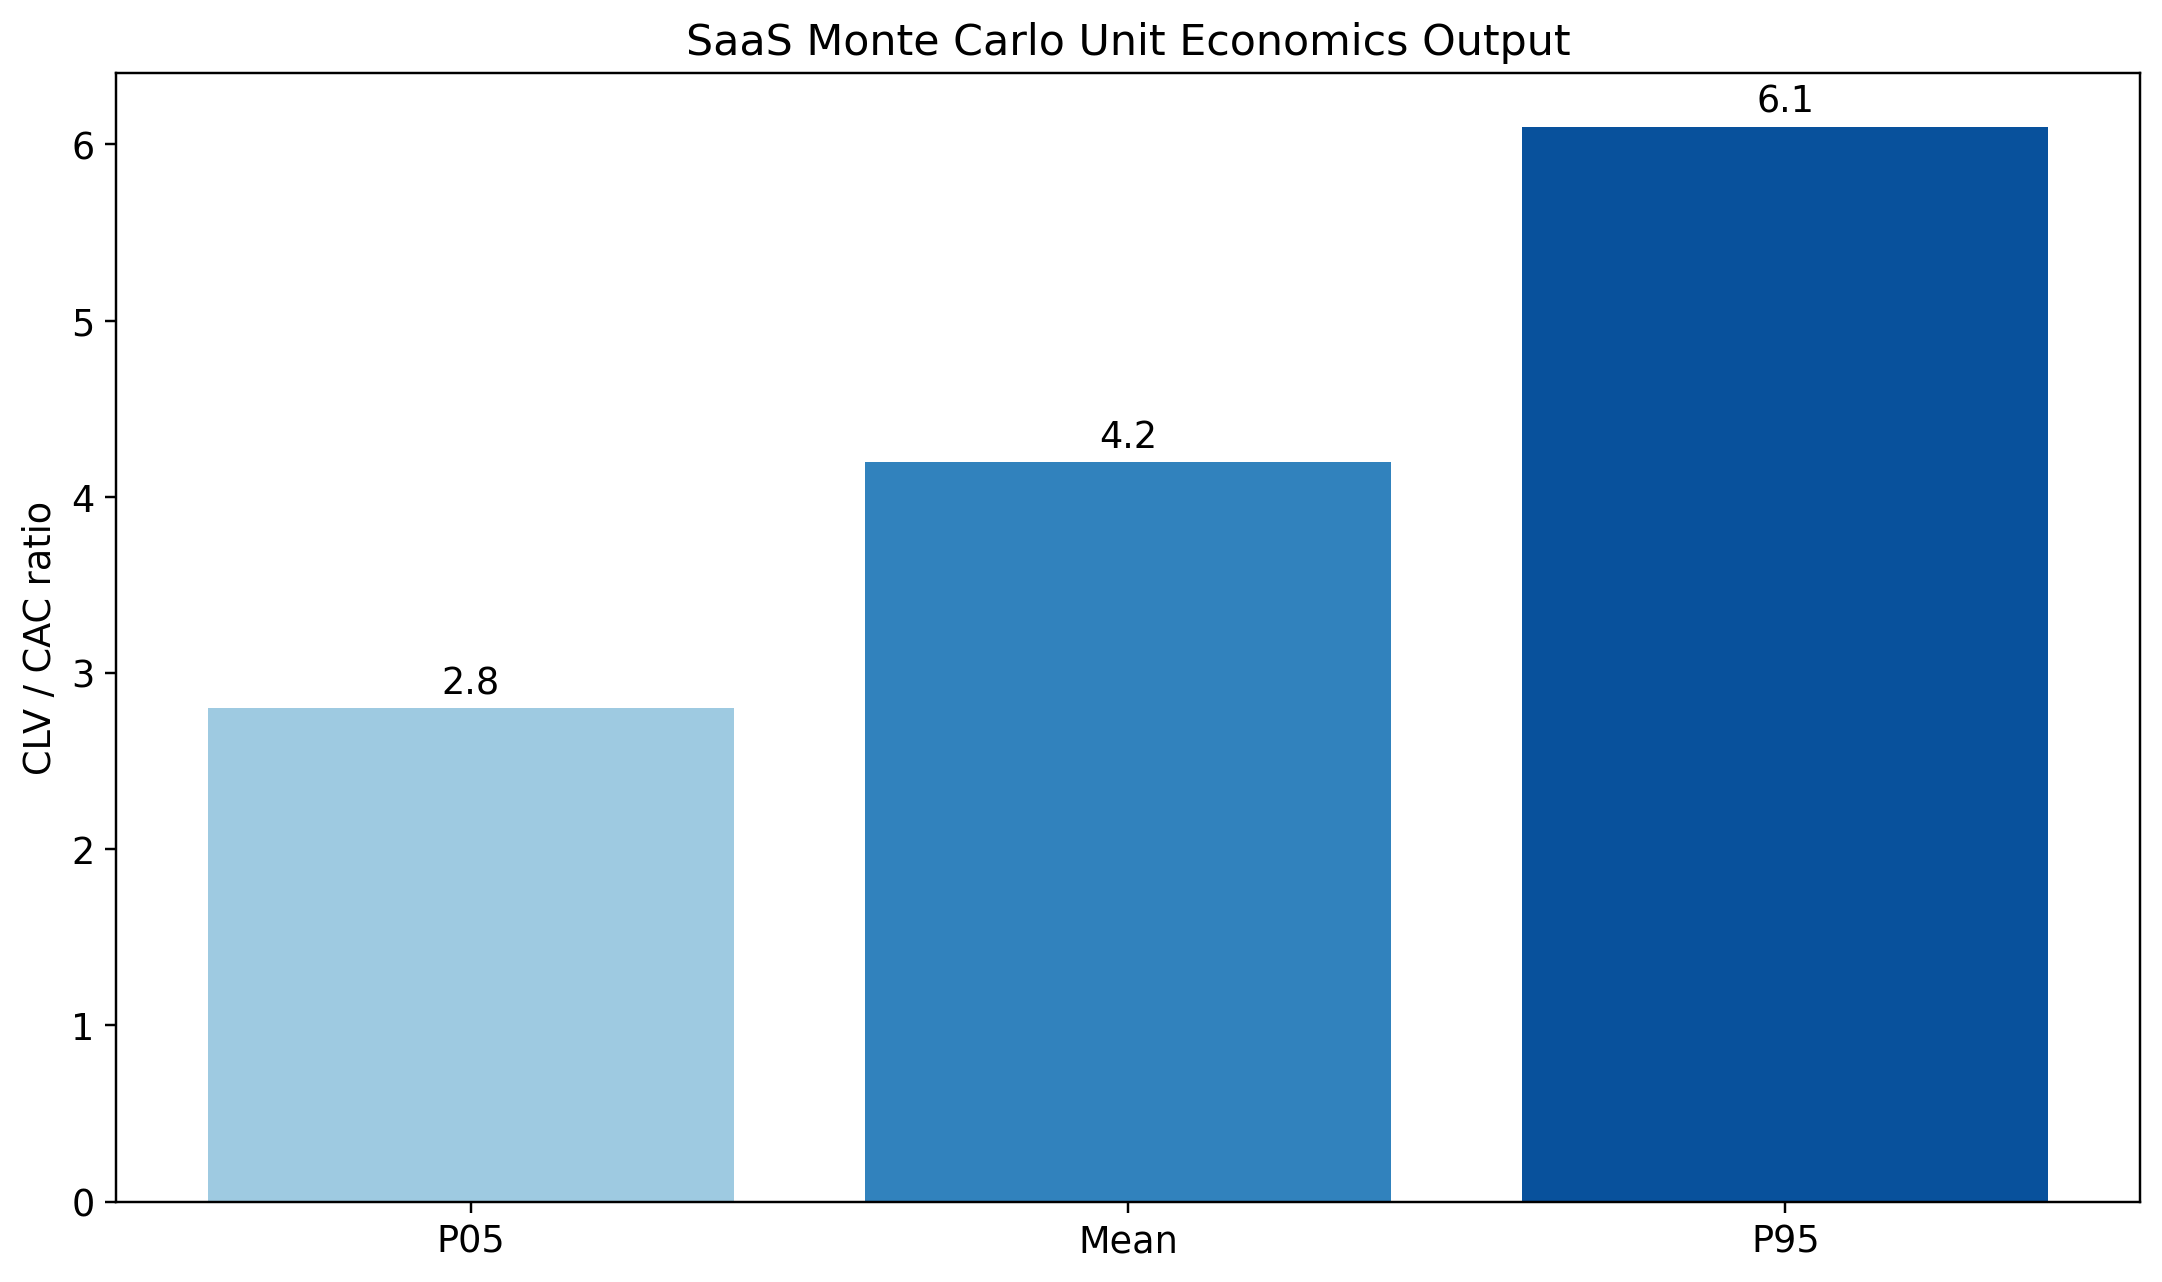 SaaS Monte Carlo Unit Economics Output
CLV / CAC ratio
6
5
4
3
2
1
0
2.8
4.2
6.1
P05
Mean
P95